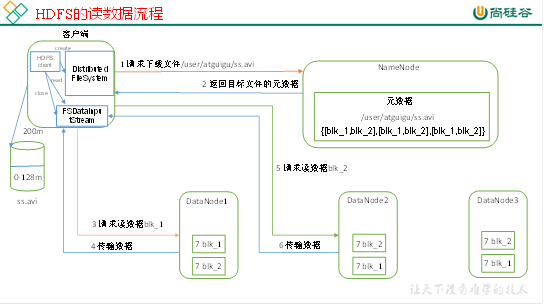 HDFS的读数据流程
尚硅谷
客户端
create
HDFS
client
Distributed
FileSystem
read
close
FSDataInpu
tStream
200m
0-128m
ss.avi
1 请求下载文件/user/atguigu/ss.avi
2 返回目标文件的元数据
NameNode
元数据
/user/atguigu/ss.avi
{[blk_1,blk_2],[blk_1,blk_2],[blk_1,blk_2]}
5 请求读数据blk_2
3 请求读数据blk_1
4 传输数据
6 传输数据
DataNode1
7 blk_1
7 blk_2
DataNode2
7 blk_2
7 blk_1
DataNode3
7 blk_2
7 blk_1
让天下没有难学的技术